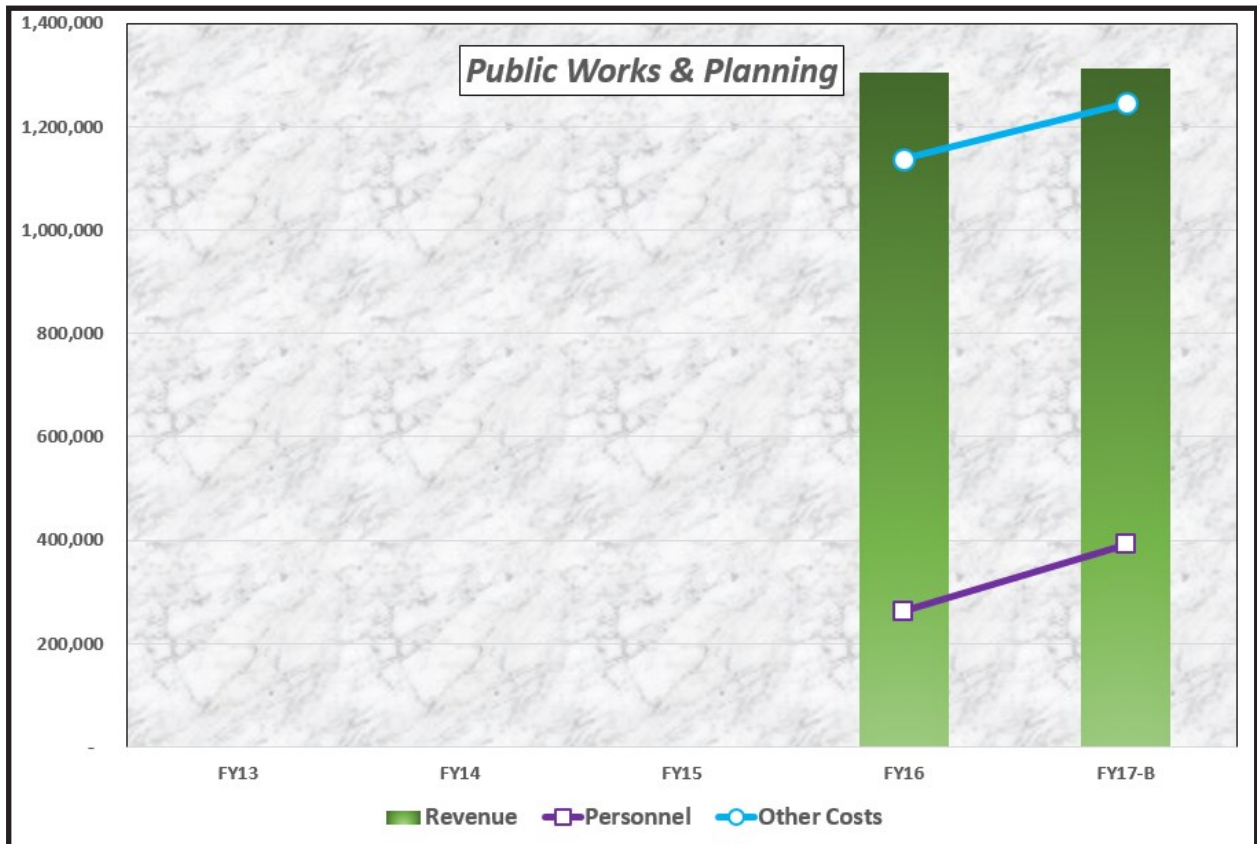 1,400,000
Public Works & Planning
1,200,000
1,000,000
800,000
600,000
400,000
200,000
-
FY13 FY14 FY15 FY16 FY17-B
Revenue Personnel Other Costs